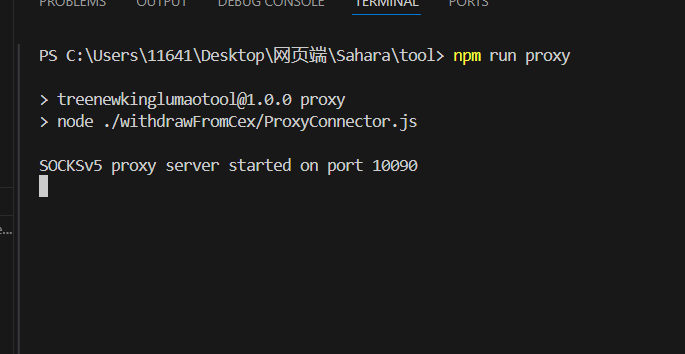 PROBLEMS OUTPUT DEBUG CONSOLE TERMINAL PORTS
PS C:\Users\11641\Desktop\网页端\Sahara\tool> npm run proxy
> treenewkinglumaotool@1.0.0 proxy
> node ./withdrawFromCex/ProxyConnector.js
SOCKSv5 proxy server started on port 10090
e...